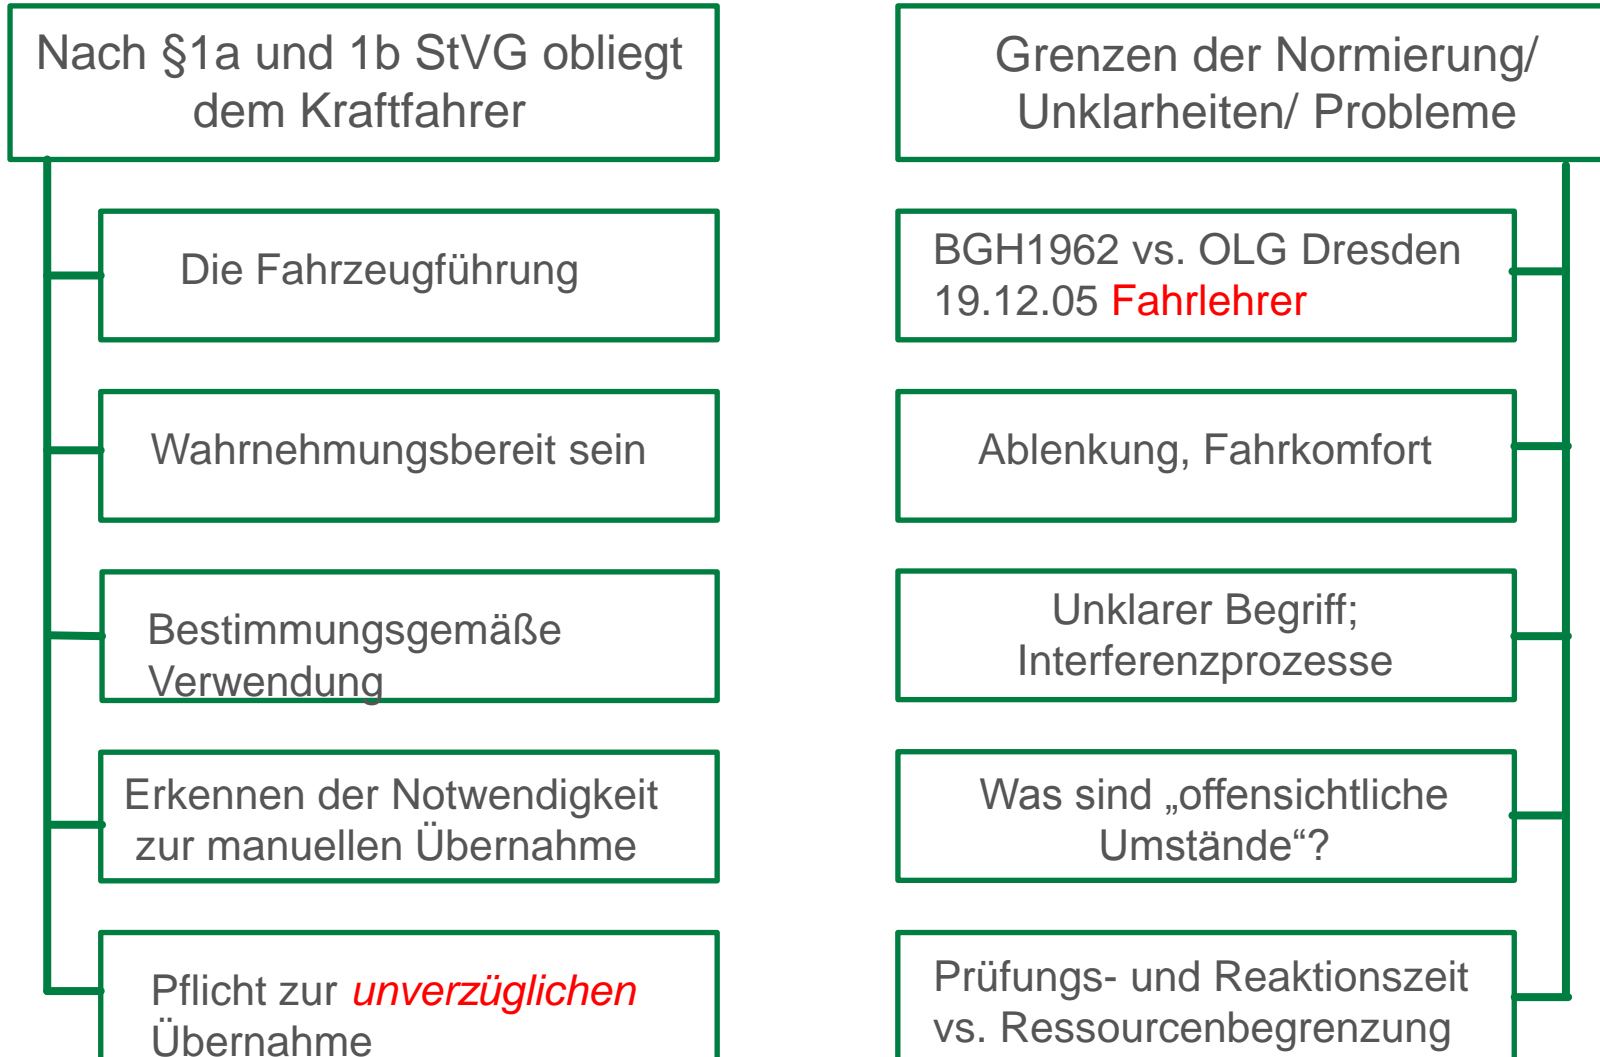 Nach §1a und 1b StVG obliegt
dem Kraftfahrer
Die Fahrzeugführung
Wahrnehmungsbereit sein
Bestimmungsgemäße
Verwendung
Erkennen der Notwendigkeit
zur manuellen Übernahme
Pflicht zur unverzüglichen
Übernahme
Grenzen der Normierung/
Unklarheiten/ Probleme
BGH1962 vs. OLG Dresden
19.12.05 Fahrlehrer
Ablenkung, Fahrkomfort
Unklarer Begriff;
Interferenzprozesse
Was sind „offensichtliche
Umstände“?
Prüfungs- und Reaktionszeit
vs. Ressourcenbegrenzung